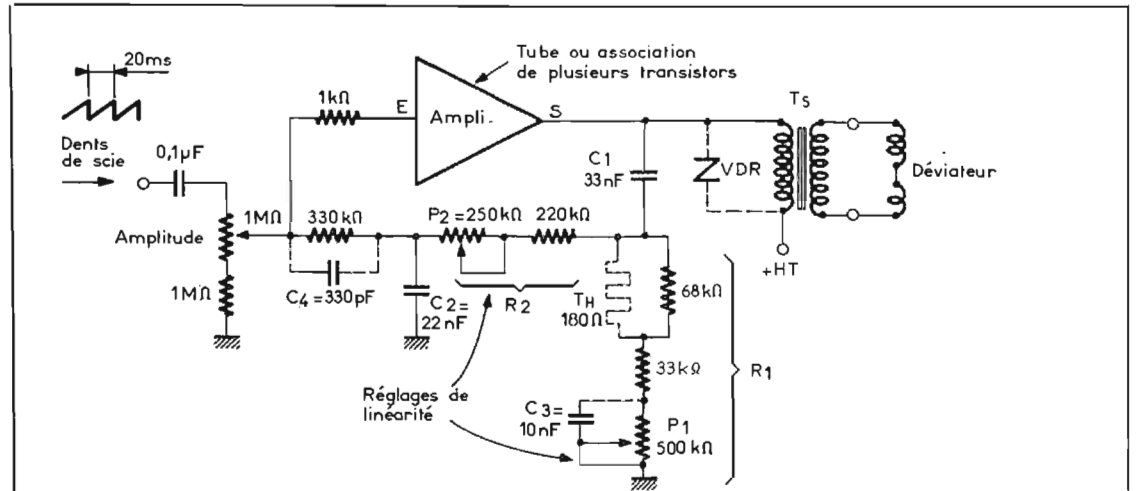 20ms
Dents
de scie
0,1µF
Amplitude
1MΩ
1MΩ
1kΩ
E
Ampli.
S
Tube ou association
de plusieurs transistors
330kΩ
C4=330pF
P2=250kΩ
220kΩ
C2=
22nF
R2
C1
33nF
VDR
TS
Déviateur
+HT
TH
180Ω
68kΩ
33kΩ
R1
Réglages de
linéarité
C3=
10nF
P1
500kΩ